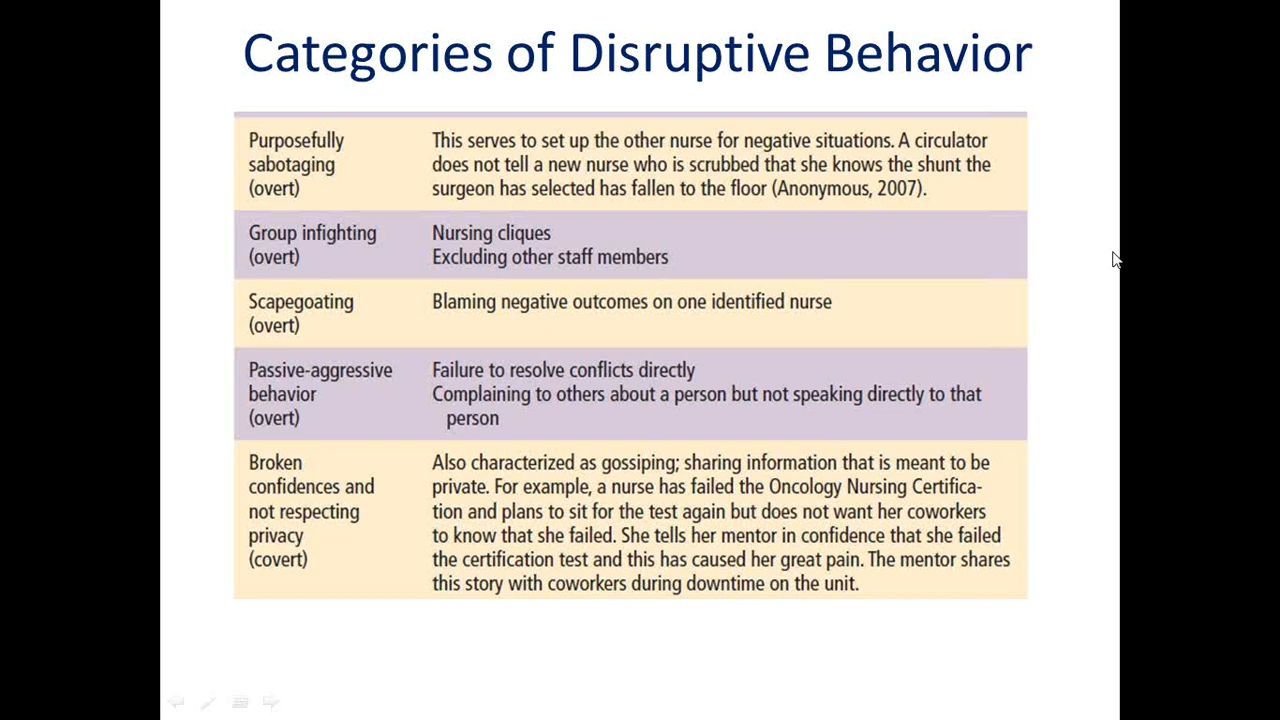 Categories of Disruptive Behavior
Purposefully
sabotaging
(overt)
This serves to set up the other nurse for negative situations. A circulator
does not tell a new nurse who is scrubbed that she knows the shunt the
surgeon has selected has fallen to the floor (Anonymous, 2007).
Group infighting
(overt)
Nursing cliques
Excluding other staff members
Scapegoating
(overt)
Blaming negative outcomes on one identified nurse
Passive-aggressive
behavior
(overt)
Failure to resolve conflicts directly
Complaining to others about a person but not speaking directly to that
person
Broken
confidences and
not respecting
privacy
(covert)
Also characterized as gossiping; sharing information that is meant to be
private. For example, a nurse has failed the Oncology Nursing Certifica-
tion and plans to sit for the test again but does not want her coworkers
to know that she failed. She tells her mentor in confidence that she failed
the certification test and this has caused her great pain. The mentor shares
this story with coworkers during downtime on the unit.